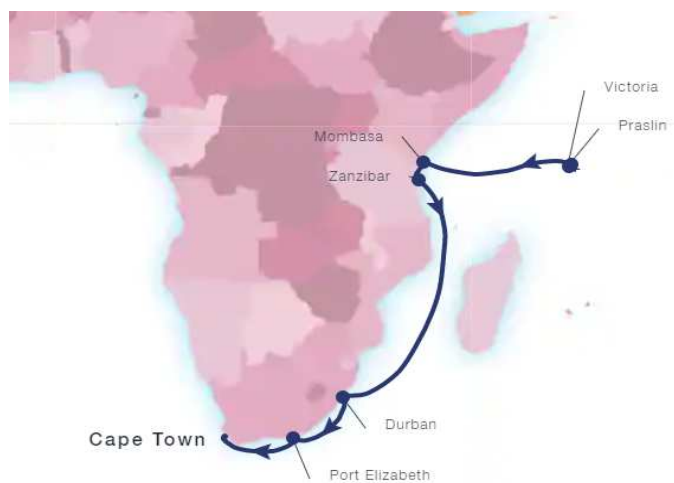 Victoria
Praslin
Mombasa
Zanzibar
Durban
Cape Town
Port Elizabeth